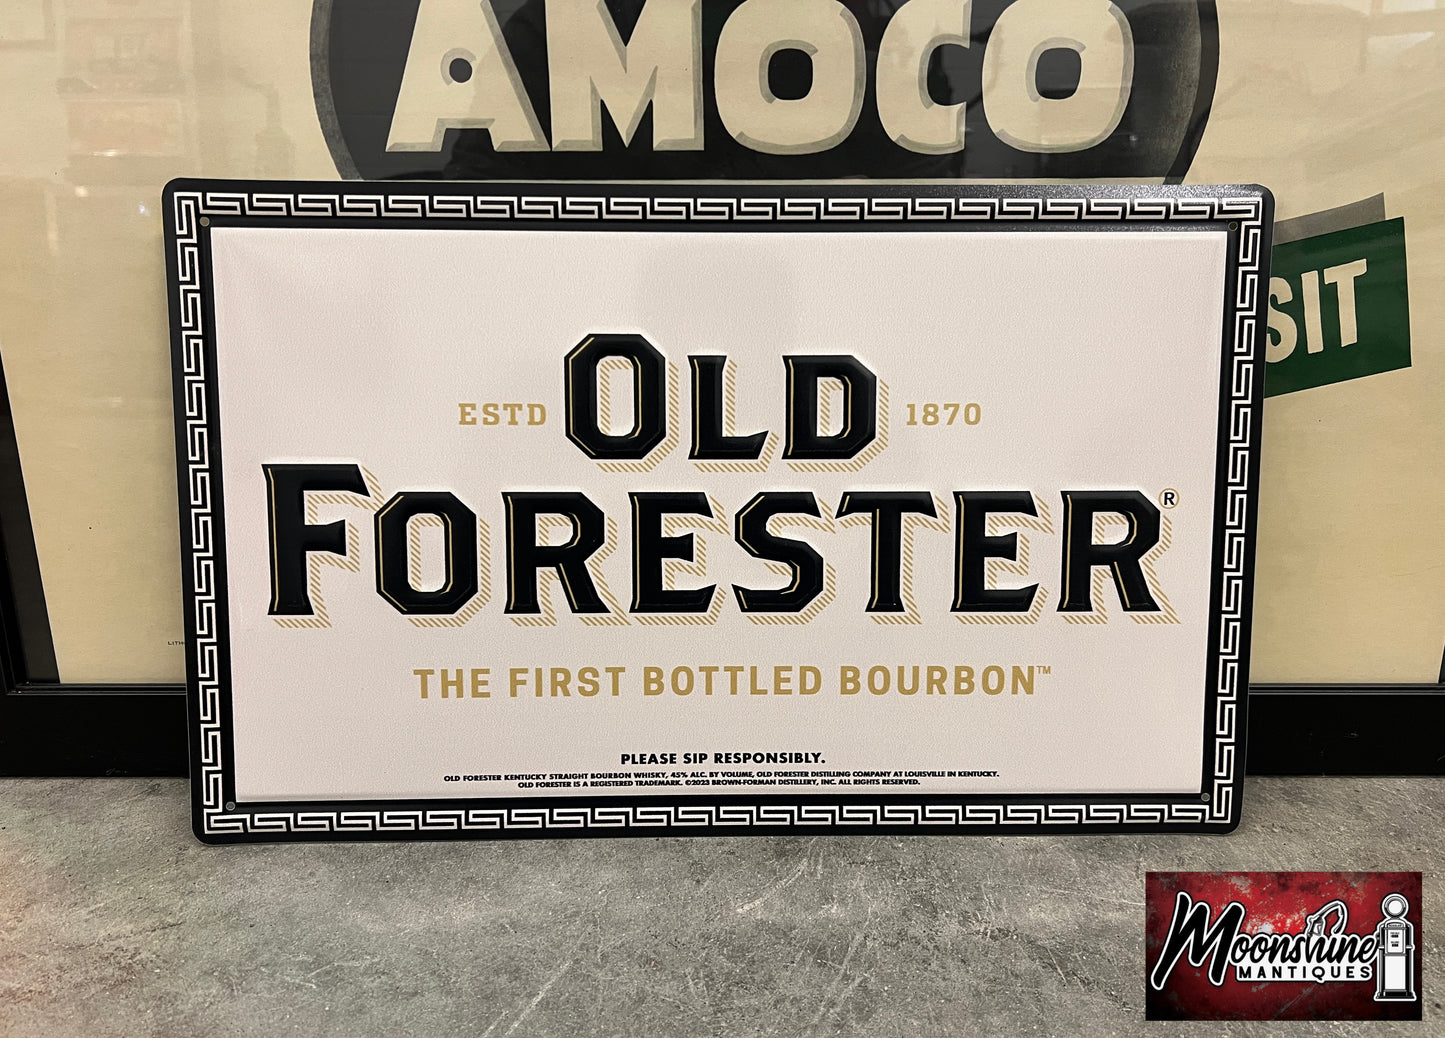 AMOCO
SIT
OLD
ESTD
1870
FORESTER®
THE FIRST BOTTLED BOURBON™
PLEASE SIP RESPONSIBLY.
OLD FORESTER KENTUCKY STRAIGHT BOURBON WHISKY, 45% ALC. BY VOLUME, OLD FORESTER DISTILLING COMPANY AT LOUISVILLE IN KENTUCKY.
OLD FORESTER IS A REGISTERED TRADEMARK. ©2023 BROWN-FORMAN DISTILLERY, INC. ALL RIGHTS RESERVED.
LITH
Moonshine
MANTIQUES